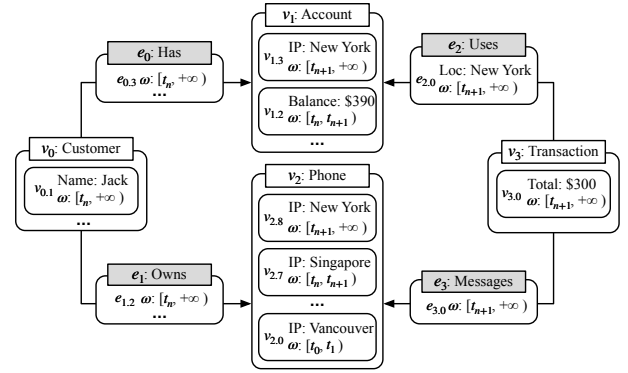 v1: Account
v1.3 IP: New York
ω: [tn+1, +∞)
v1.2 Balance: $390
ω: [tn, tn+1)
...
e0: Has
e0.3 ω: [tn, +∞)
...
e2: Uses
e2.0 Loc: New York
ω: [tn+1, +∞)
v0: Customer
v0.1 Name: Jack
ω: [tn, +∞)
...
v2: Phone
v2.8 IP: New York
ω: [tn+1, +∞)
v2.7 IP: Singapore
ω: [tn, tn+1)
...
v2.0 IP: Vancouver
ω: [t0, t1)
v3: Transaction
v3.0 Total: $300
ω: [tn+1, +∞)
e1: Owns
e1.2 ω: [tn, +∞)
...
e3: Messages
e3.0 ω: [tn+1, +∞)